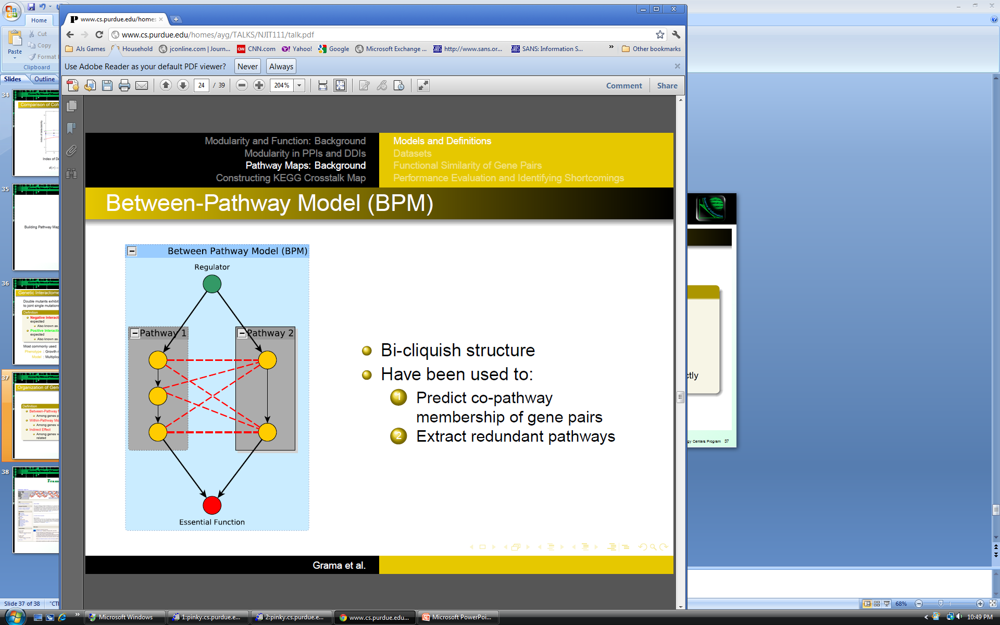 Home
Cut
Copy
Format
Paste
Clipboard
Slides
Outline
34
Comparison of Coh
Index of De
35
Building Pathway Map
36
Genetic Interactome
Double mutants exhibit
to joint single mutation
Definition
Negative Interact
expected
Also known as
Positive Interactio
expected
Also known as
Most commonly used:
Phenotype : Growth r
Model : Multiplica
37
Organization of Gen
Definition
Between-Pathway M
Among genes p
Within-Pathway Mo
Among genes w
Indirect Effect
Among genes w
related
38
Slide 37 of 38
"CTI
www.cs.purdue.edu/homes
www.cs.purdue.edu/homes/ayg/TALKS/NJIT111/talk.pdf
AJs Games
Household
jconline.com | Journ...
CNN.com
Yahoo!
Google
Microsoft Exchange ...
http://www.sans.or...
SANS: Information S...
»
Other bookmarks
Use Adobe Reader as your default PDF viewer?
Never
Always
24 / 39
204%
Comment
Share
Modularity and Function: Background
Modularity in PPIs and DDIs
Pathway Maps: Background
Constructing KEGG Crosstalk Map
Models and Definitions
Datasets
Functional Similarity of Gene Pairs
Performance Evaluation and Identifying Shortcomings
Between-Pathway Model (BPM)
Between Pathway Model (BPM)
Regulator
Pathway 1
Pathway 2
Essential Function
Bi-cliquish structure
Have been used to:
1 Predict co-pathway
membership of gene pairs
2 Extract redundant pathways
Grama et al.
ctly
gy Centers Program 37
68%
Microsoft Windows
1:pinky.cs.purdue.e...
2:pinky.cs.purdue.e...
www.cs.purdue.edu...
Microsoft PowerPoi...
10:49 PM